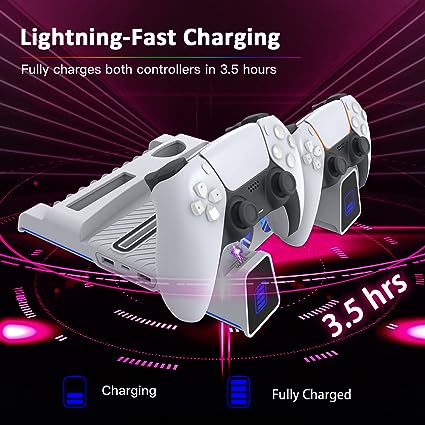 Lightning-Fast Charging
Fully charges both controllers in 3.5 hours
3.5 hrs
Charging
Fully Charged